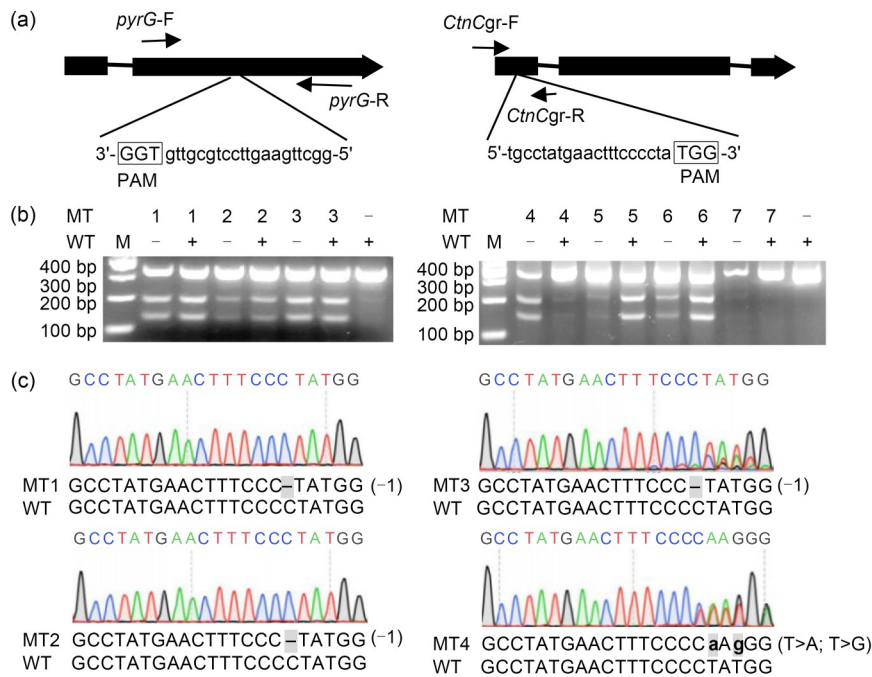 (a)
pyrG-F
pyrG-R
3'-GGTgttgcgtccttgaagttcgg-5'
PAM
CtnCgr-F
CtnCgr-R
5'-tgcctatgaactttccccta TGG-3'
PAM
(b)
MT 1 1 2 2 3 3 –
WT M – + – + – + +
400 bp
300 bp
200 bp
100 bp
MT 4 4 5 5 6 6 7 7 –
WT M – + – + – + – + +
400 bp
300 bp
200 bp
100 bp
(c)
GCCTATGAACTTTCCCTATGG
MT1 GCCTATGAACTTTCCC–TATGG (–1)
WT GCCTATGAACTTTCCCCTATGG
GCCTATGAACTTTCCCTATGG
MT3 GCCTATGAACTTTCCC–TATGG (–1)
WT GCCTATGAACTTTCCCCTATGG
GCCTATGAACTTTCCCTATGG
MT2 GCCTATGAACTTTCCC–TATGG (–1)
WT GCCTATGAACTTTCCCCTATGG
GCCTATGAACTTTCCCCAAGGG
MT4 GCCTATGAACTTTCCCCaAgGG (T>A; T>G)
WT GCCTATGAACTTTCCCCTATGG